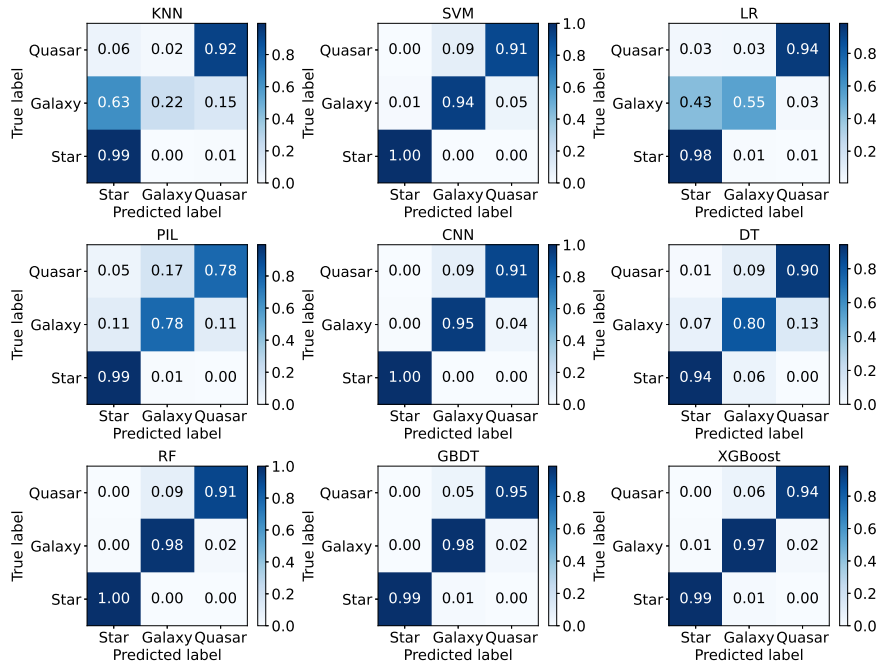 KNN
True label
Quasar
Galaxy
Star
0.06 0.02 0.92
0.63 0.22 0.15
0.99 0.00 0.01
Star Galaxy Quasar
Predicted label
0.8
0.6
0.4
0.2
0.0
SVM
True label
0.00 0.09 0.91
0.01 0.94 0.05
1.00 0.00 0.00
Star Galaxy Quasar
Predicted label
1.0
0.8
0.6
0.4
0.2
0.0
LR
True label
0.03 0.03 0.94
0.43 0.55 0.03
0.98 0.01 0.01
Star Galaxy Quasar
Predicted label
0.8
0.6
0.4
0.2
PIL
True label
Quasar
Galaxy
Star
0.05 0.17 0.78
0.11 0.78 0.11
0.99 0.01 0.00
Star Galaxy Quasar
Predicted label
0.8
0.6
0.4
0.2
0.0
CNN
True label
Quasar
Galaxy
Star
0.00 0.09 0.91
0.00 0.95 0.04
1.00 0.00 0.00
Star Galaxy Quasar
Predicted label
1.0
0.8
0.6
0.4
0.2
0.0
DT
True label
Quasar
Galaxy
Star
0.01 0.09 0.90
0.07 0.80 0.13
0.94 0.06 0.00
Star Galaxy Quasar
Predicted label
0.8
0.6
0.4
0.2
0.0
RF
True label
Quasar
Galaxy
Star
0.00 0.09 0.91
0.00 0.98 0.02
1.00 0.00 0.00
Star Galaxy Quasar
Predicted label
1.0
0.8
0.6
0.4
0.2
0.0
GBDT
True label
Quasar
Galaxy
Star
0.00 0.05 0.95
0.00 0.98 0.02
0.99 0.01 0.00
Star Galaxy Quasar
Predicted label
0.8
0.6
0.4
0.2
0.0
XGBoost
True label
Quasar
Galaxy
Star
0.00 0.06 0.94
0.01 0.97 0.02
0.99 0.01 0.00
Star Galaxy Quasar
Predicted label
0.8
0.6
0.4
0.2
0.0